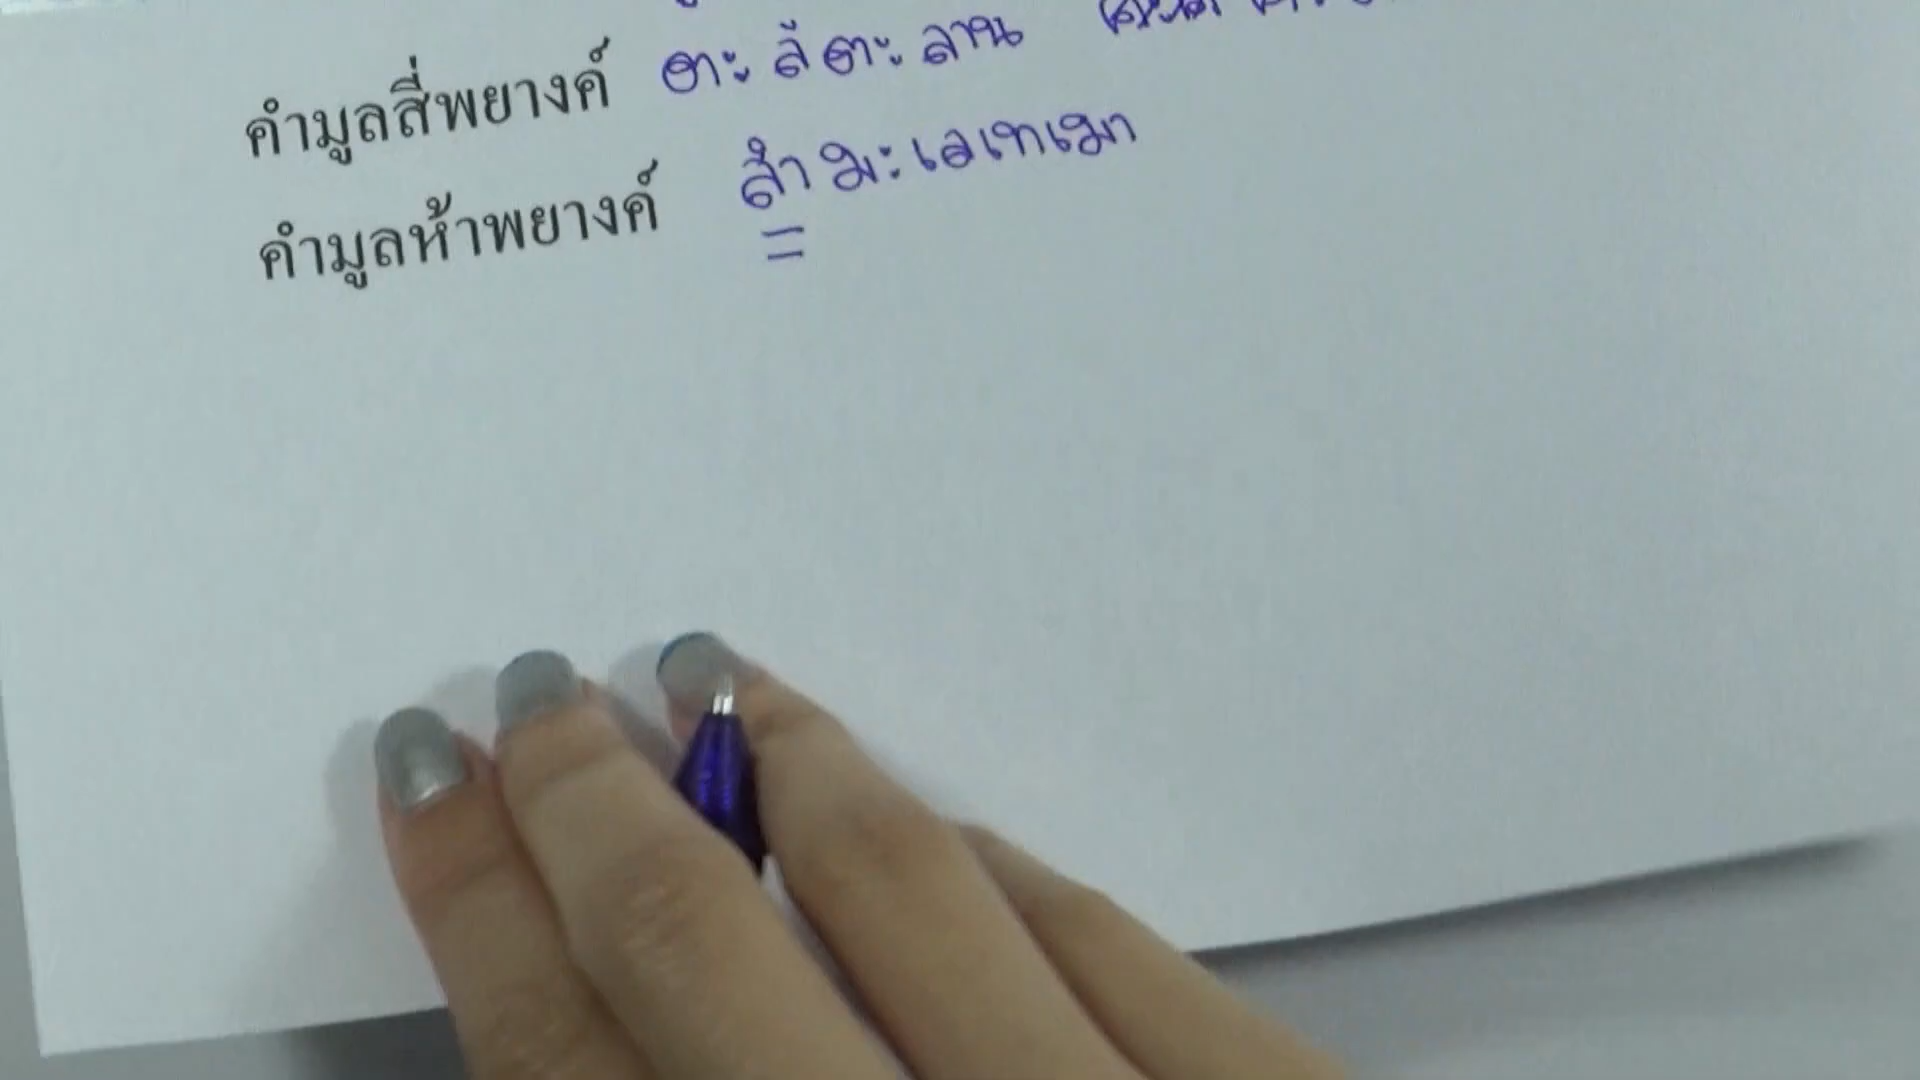 คำมูลสี่พยางค์ ตะ ลี ตะ ลาน
คำมูลห้าพยางค์ สำ มะ เล เท เมา
=